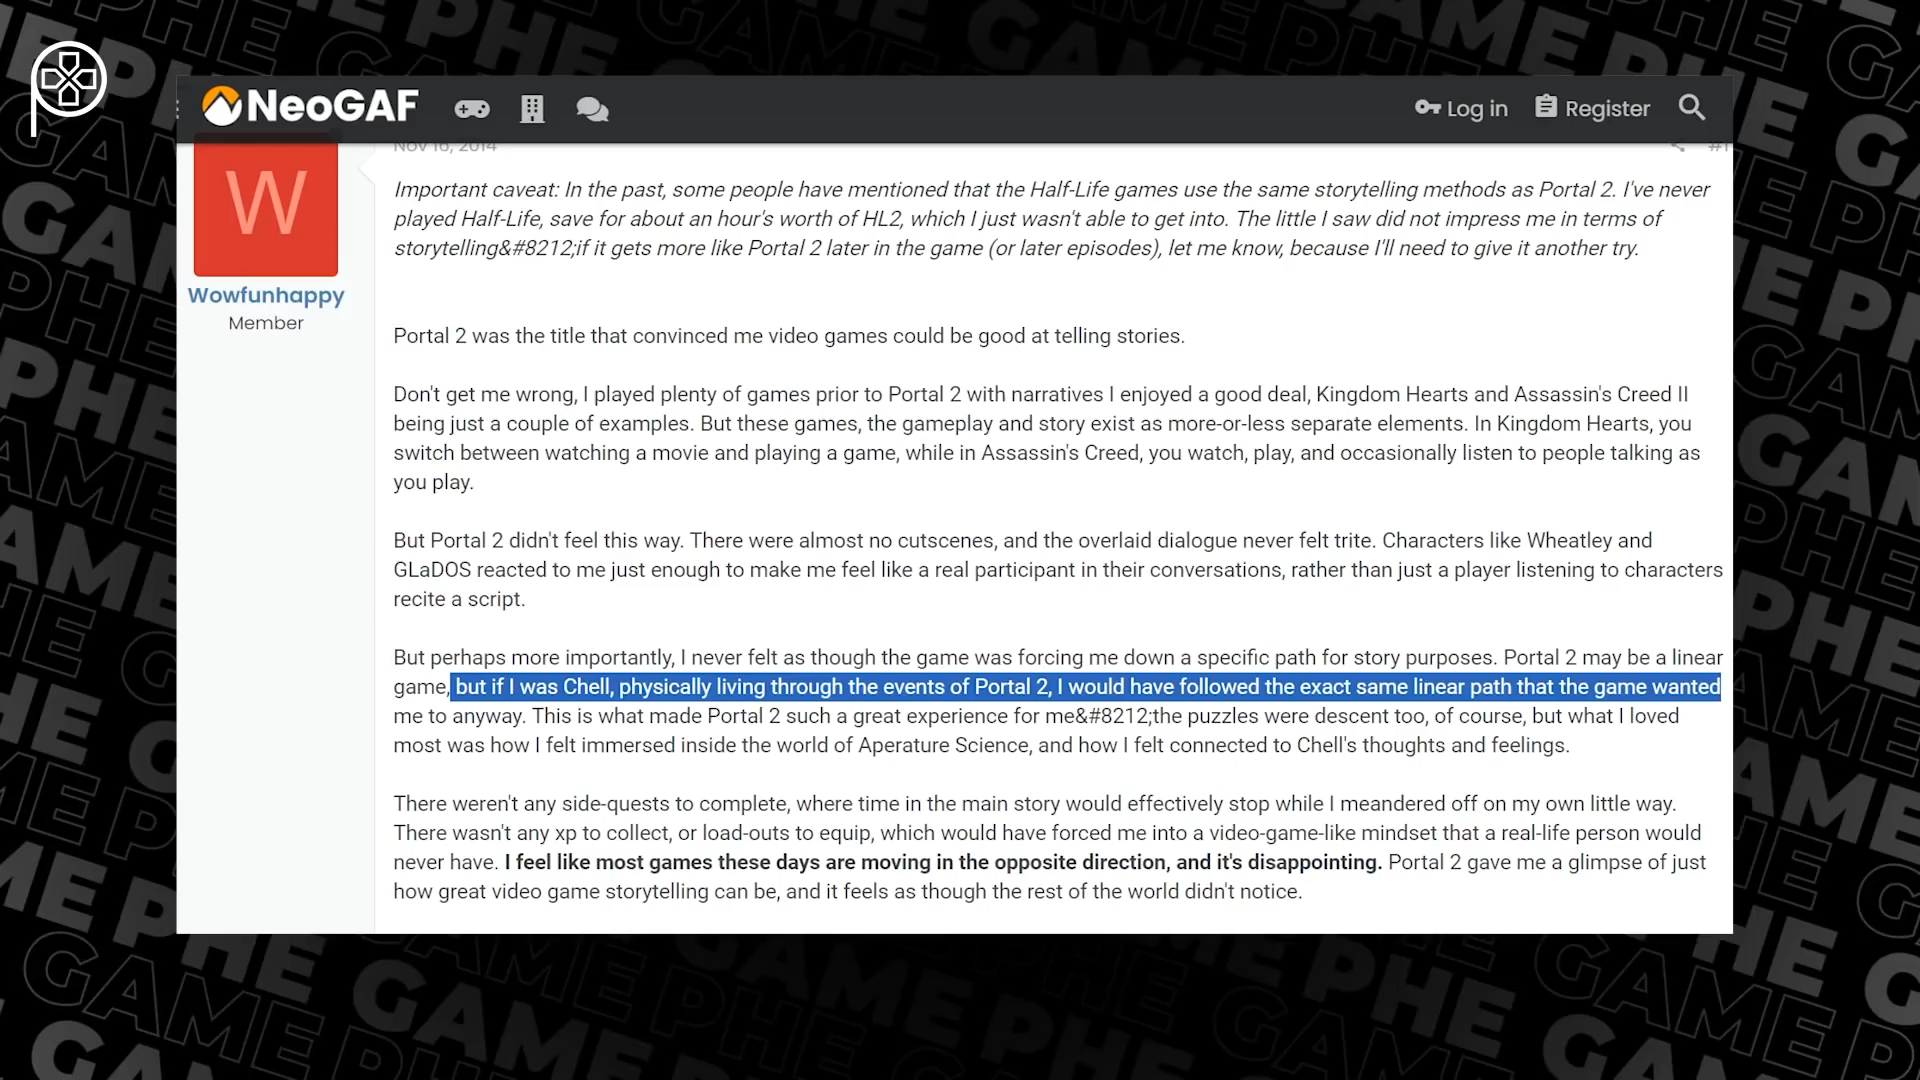 NeoGAF
Log in
Register
Nov 16, 2014
#1
W
Wowfunhappy
Member
Important caveat: In the past, some people have mentioned that the Half-Life games use the same storytelling methods as Portal 2. I've never
played Half-Life, save for about an hour's worth of HL2, which I just wasn't able to get into. The little I saw did not impress me in terms of
storytelling&#8212;if it gets more like Portal 2 later in the game (or later episodes), let me know, because I'll need to give it another try.
Portal 2 was the title that convinced me video games could be good at telling stories.
Don't get me wrong, I played plenty of games prior to Portal 2 with narratives I enjoyed a good deal, Kingdom Hearts and Assassin's Creed II
being just a couple of examples. But these games, the gameplay and story exist as more-or-less separate elements. In Kingdom Hearts, you
switch between watching a movie and playing a game, while in Assassin's Creed, you watch, play, and occasionally listen to people talking as
you play.
But Portal 2 didn't feel this way. There were almost no cutscenes, and the overlaid dialogue never felt trite. Characters like Wheatley and
GLaDOS reacted to me just enough to make me feel like a real participant in their conversations, rather than just a player listening to characters
recite a script.
But perhaps more importantly, I never felt as though the game was forcing me down a specific path for story purposes. Portal 2 may be a linear
game, but if I was Chell, physically living through the events of Portal 2, I would have followed the exact same linear path that the game wanted
me to anyway. This is what made Portal 2 such a great experience for me&#8212;the puzzles were descent too, of course, but what I loved
most was how I felt immersed inside the world of Aperature Science, and how I felt connected to Chell's thoughts and feelings.
There weren't any side-quests to complete, where time in the main story would effectively stop while I meandered off on my own little way.
There wasn't any xp to collect, or load-outs to equip, which would have forced me into a video-game-like mindset that a real-life person would
never have. I feel like most games these days are moving in the opposite direction, and it's disappointing. Portal 2 gave me a glimpse of just
how great video game storytelling can be, and it feels as though the rest of the world didn't notice.